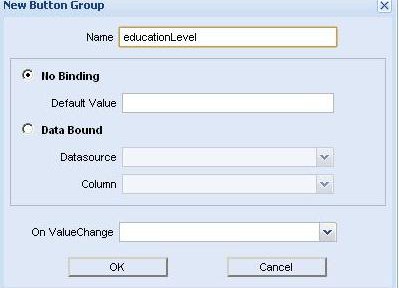 New Button Group
Name educationLevel
No Binding
Default Value
Data Bound
Datasource
Column
On ValueChange
OK Cancel